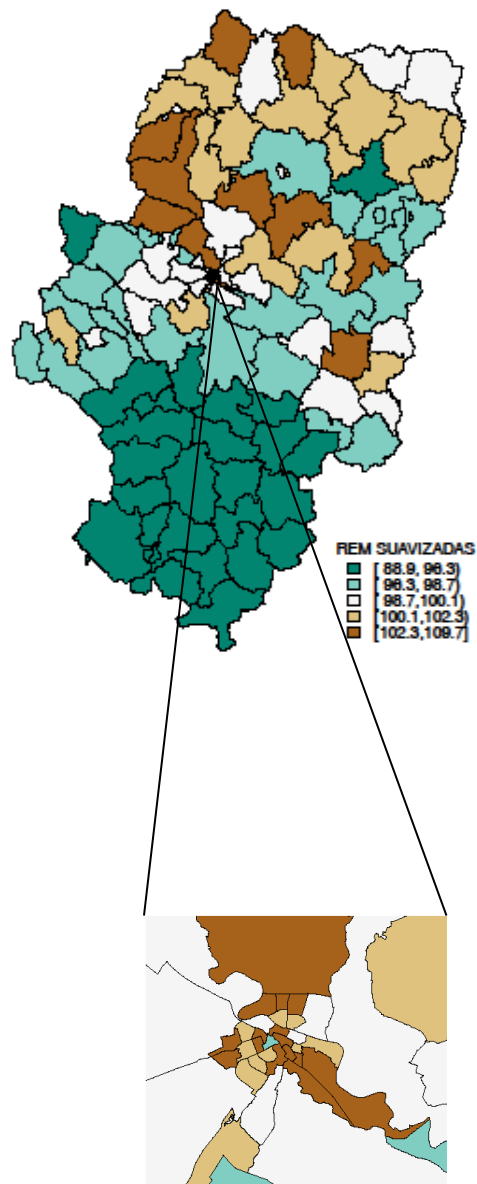 REM SUAVIZADAS
[ 88.9, 96.3)
[ 96.3, 98.7)
[ 98.7,100.1)
[100.1,102.3)
[102.3,109.7]